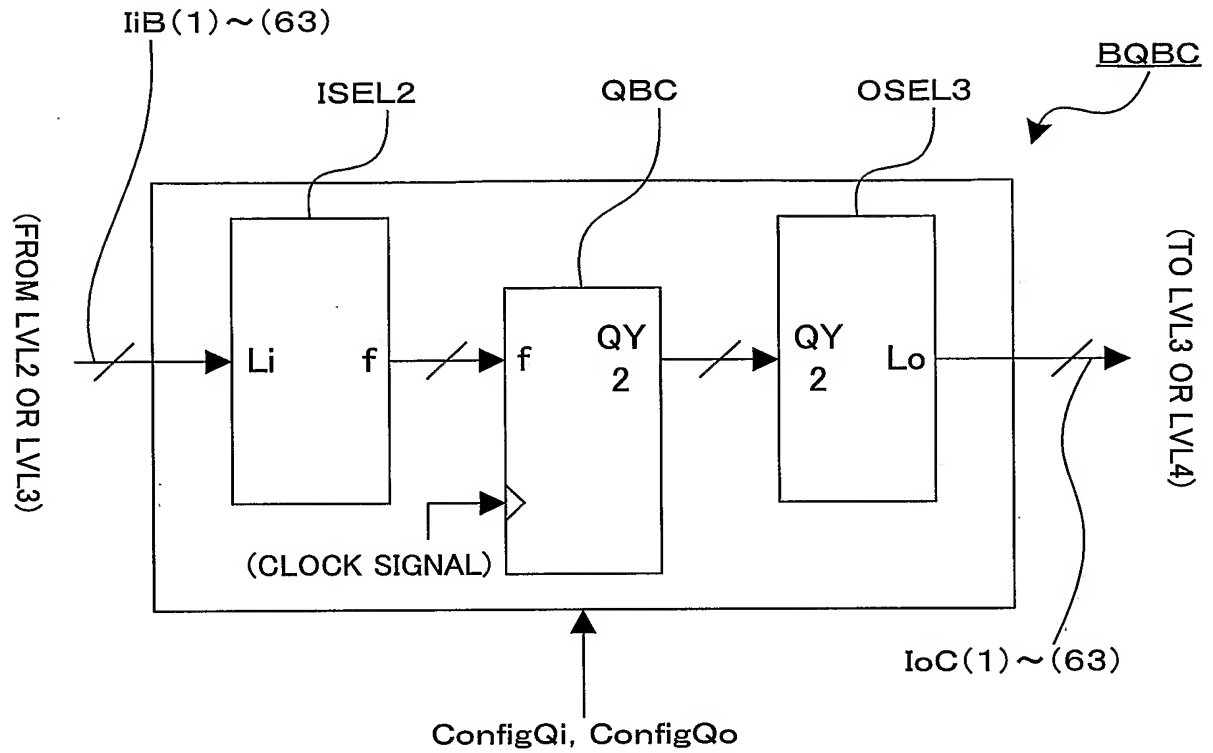 IiB(1)~(63)
ISEL2
QBC
OSEL3
BQBC
(FROM LVL2 OR LVL3)
Li
f
f
QY
2
QY
2
Lo
(TO LVL3 OR LVL4)
(CLOCK SIGNAL)
IoC(1)~(63)
ConfigQi, ConfigQo